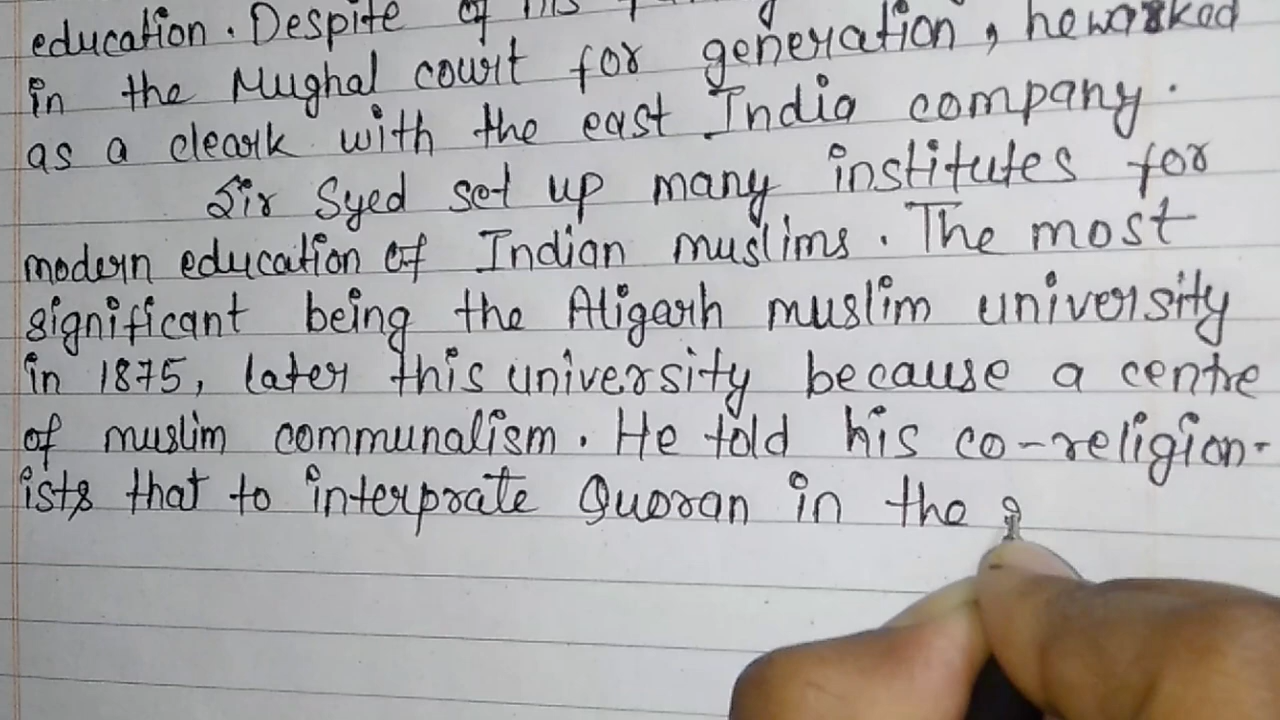 education. Despite of his
in the Mughal court for generation, he worked
as a cleark with the east India company.
Sir Syed set up many institutes for
modern education of Indian muslims. The most
significant being the Aligarh muslim university
in 1875, later this university because a centre
of muslim communalism. He told his co-religion-
ists that to interprate Quoran in the